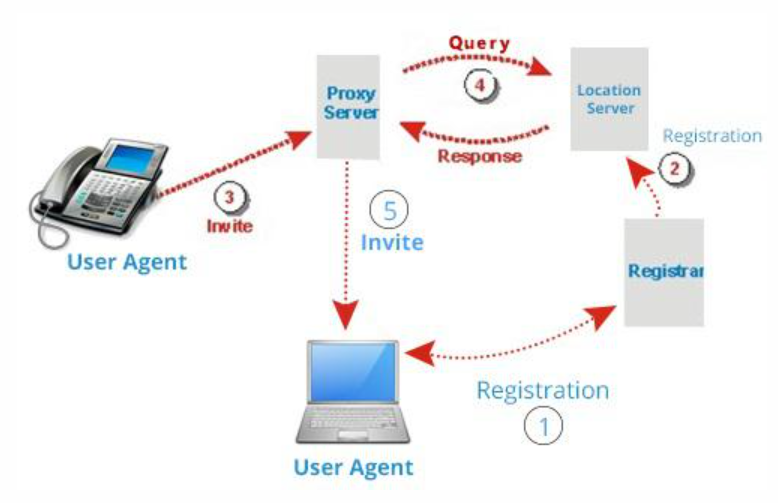 Query
4
Proxy
Server
Location
Server
Response
Registration
2
3
Invite
5
Invite
User Agent
Registrar
Registration
1
User Agent